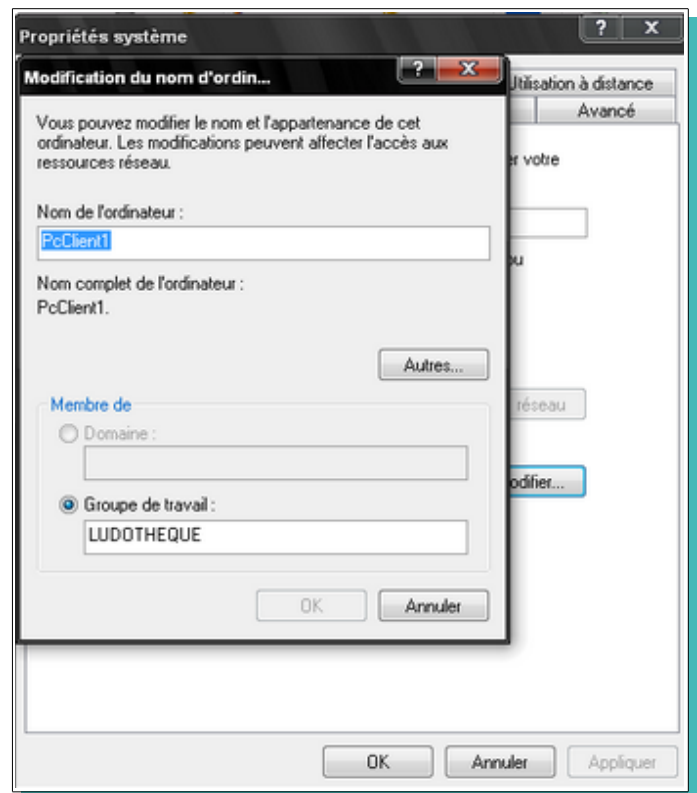 Propriétés système
Modification du nom d'ordin...
Utilisation à distance
Avancé
Vous pouvez modifier le nom et l'appartenance de cet
ordinateur. Les modifications peuvent affecter l'accès aux
ressources réseau.
votre
Nom de l'ordinateur :
PcClient1
Nom complet de l'ordinateur :
PcClient1.
Autres...
Membre de
réseau
Domaine :
odifier...
Groupe de travail :
LUDOTHEQUE
OK
Annuler
OK
Annuler
Appliquer